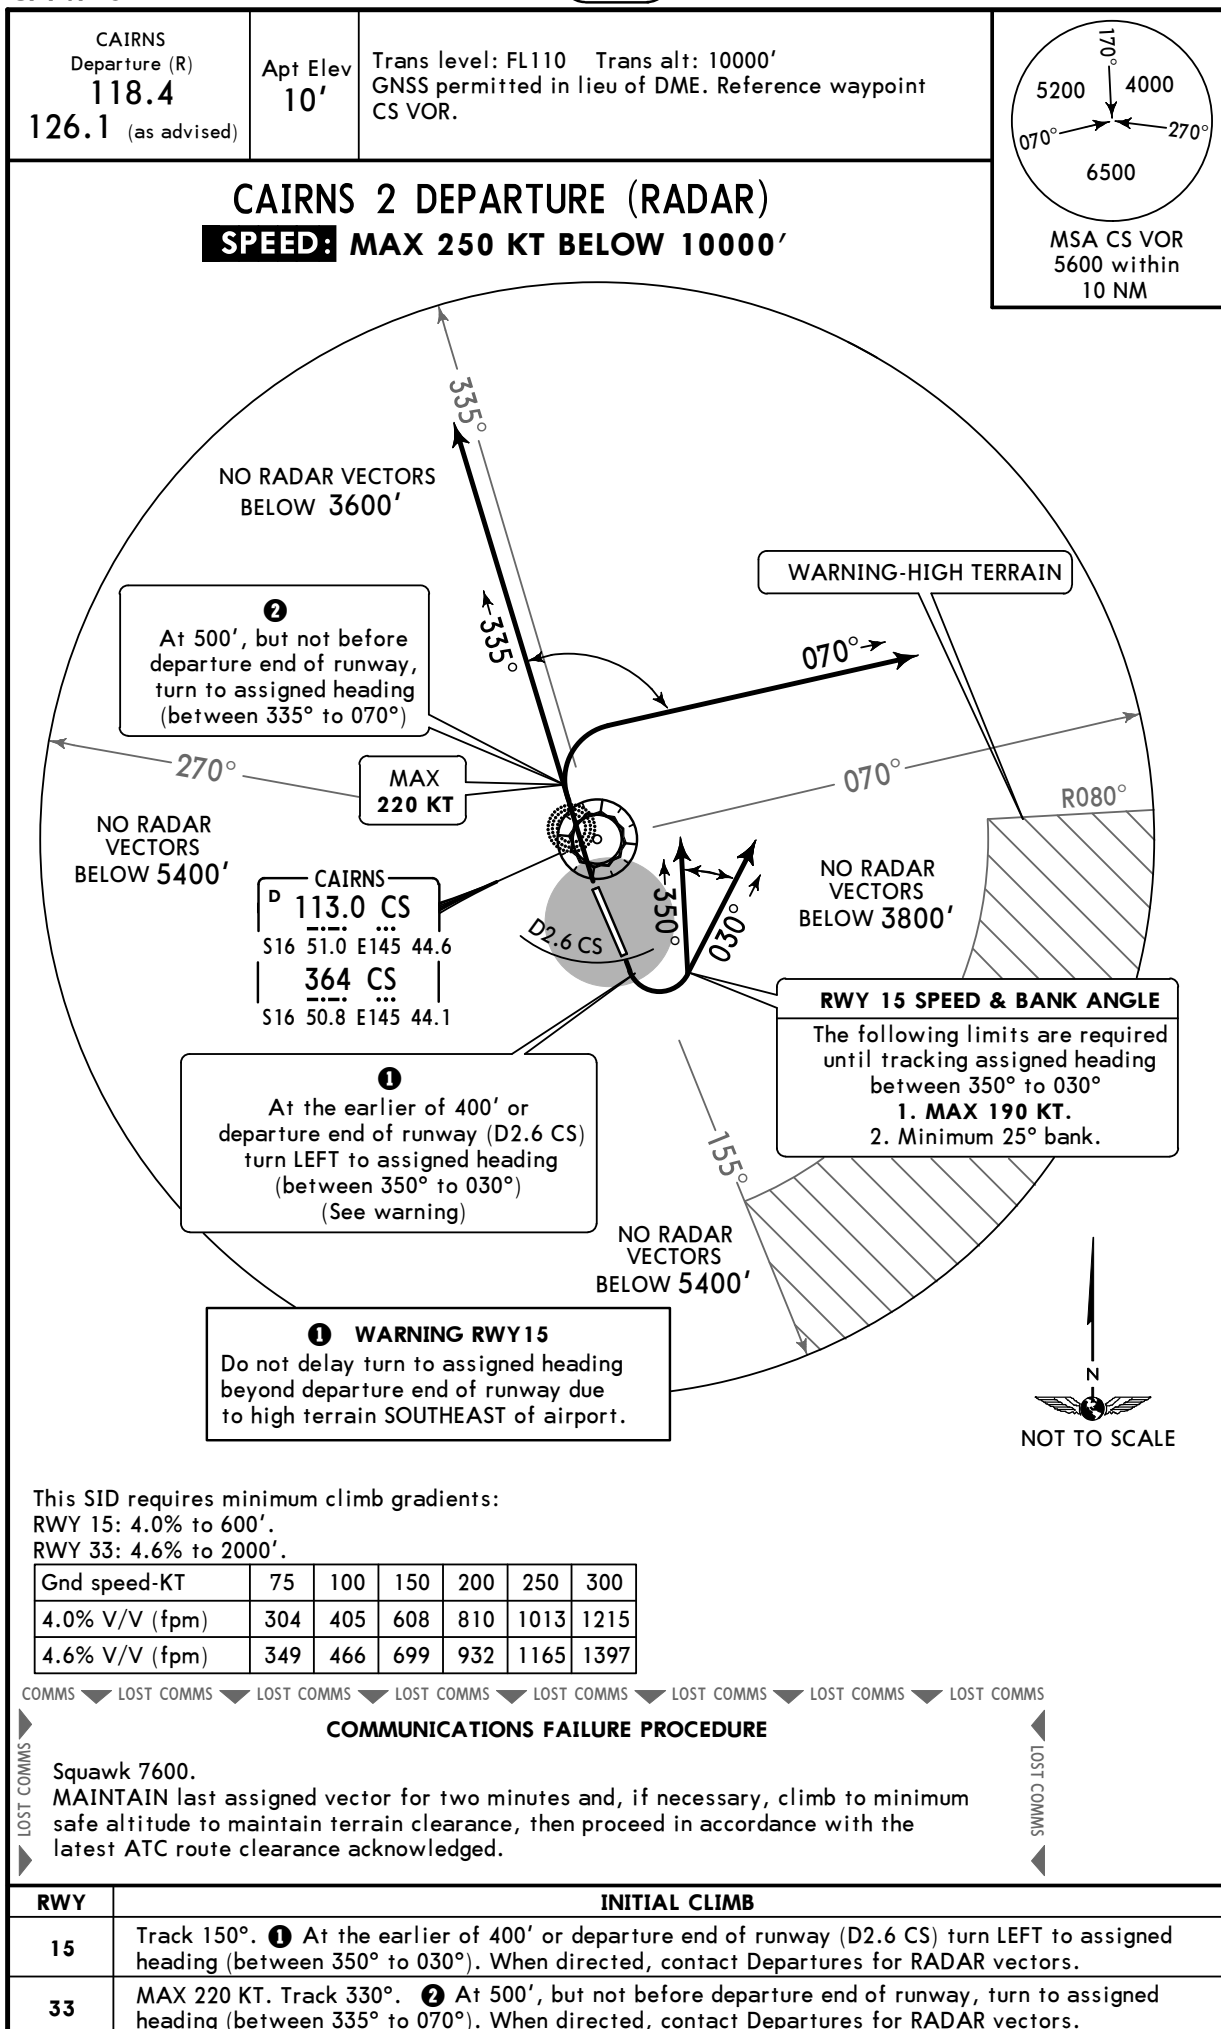 CAIRNS
Departure (R)
118.4
126.1 (as advised)
Apt Elev
10'
Trans level: FL110 Trans alt: 10000'
GNSS permitted in lieu of DME. Reference waypoint
CS VOR.
170°
5200
4000
070°
270°
6500
MSA CS VOR
5600 within
10 NM
CAIRNS 2 DEPARTURE (RADAR)
SPEED: MAX 250 KT BELOW 10000'
335°
NO RADAR VECTORS
BELOW 3600'
WARNING-HIGH TERRAIN
2
At 500', but not before
departure end of runway,
turn to assigned heading
(between 335° to 070°)
335°
070°
270°
MAX
220 KT
070°
R080°
NO RADAR
VECTORS
BELOW 5400'
CAIRNS
D 113.0 CS
S16 51.0 E145 44.6
364 CS
S16 50.8 E145 44.1
D2.6 CS
350°
030°
NO RADAR
VECTORS
BELOW 3800'
RWY 15 SPEED & BANK ANGLE
The following limits are required
until tracking assigned heading
between 350° to 030°
1. MAX 190 KT.
2. Minimum 25° bank.
1
At the earlier of 400' or
departure end of runway (D2.6 CS)
turn LEFT to assigned heading
(between 350° to 030°)
(See warning)
155°
NO RADAR
VECTORS
BELOW 5400'
1 WARNING RWY15
Do not delay turn to assigned heading
beyond departure end of runway due
to high terrain SOUTHEAST of airport.
N
NOT TO SCALE
This SID requires minimum climb gradients:
RWY 15: 4.0% to 600'.
RWY 33: 4.6% to 2000'.
Gnd speed-KT 75 100 150 200 250 300
4.0% V/V (fpm) 304 405 608 810 1013 1215
4.6% V/V (fpm) 349 466 699 932 1165 1397
COMMS LOST COMMS LOST COMMS LOST COMMS LOST COMMS LOST COMMS LOST COMMS LOST COMMS
LOST COMMS
LOST COMMS
COMMUNICATIONS FAILURE PROCEDURE
Squawk 7600.
MAINTAIN last assigned vector for two minutes and, if necessary, climb to minimum
safe altitude to maintain terrain clearance, then proceed in accordance with the
latest ATC route clearance acknowledged.
RWY INITIAL CLIMB
15
Track 150°. 1 At the earlier of 400' or departure end of runway (D2.6 CS) turn LEFT to assigned
heading (between 350° to 030°). When directed, contact Departures for RADAR vectors.
33
MAX 220 KT. Track 330°. 2 At 500', but not before departure end of runway, turn to assigned
heading (between 335° to 070°). When directed, contact Departures for RADAR vectors.